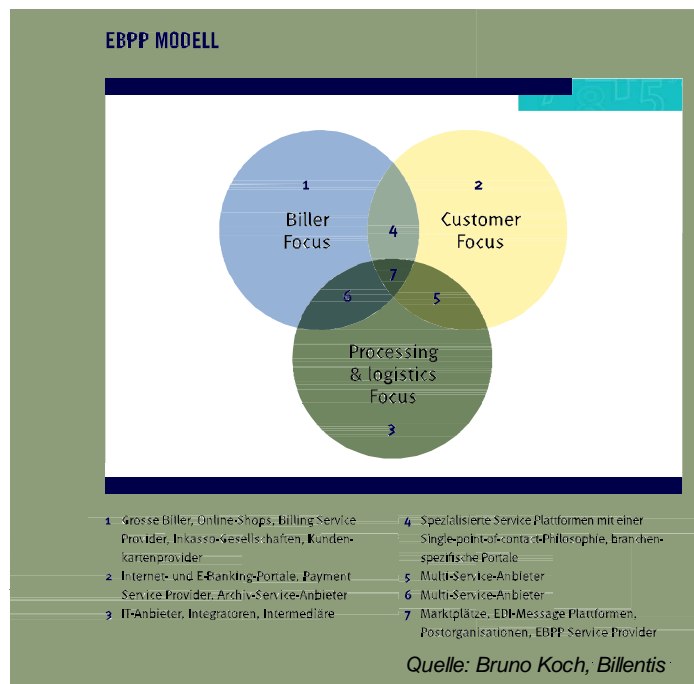 EBPP MODELL
1
2
Biller
Focus
4
Customer
Focus
7
6
5
Processing
& logistics
Focus
3
1 Grosse Biller, Online-Shops, Billing Service
Provider, Inkasso-Gesellschaften, Kunden-
kartenprovider
2 Internet- und E-Banking-Portale, Payment
Service Provider, Archiv-Service-Anbieter
3 IT-Anbieter, Integratoren, Intermediäre
4 Spezialisierte Service Plattformen mit einer
Single-point-of-contact-Philosophie, branchen-
spezifische Portale
5 Multi-Service-Anbieter
6 Multi-Service-Anbieter
7 Marktplätze, EDI-Message Plattformen,
Postorganisationen, EBPP Service Provider
Quelle: Bruno Koch, Billentis